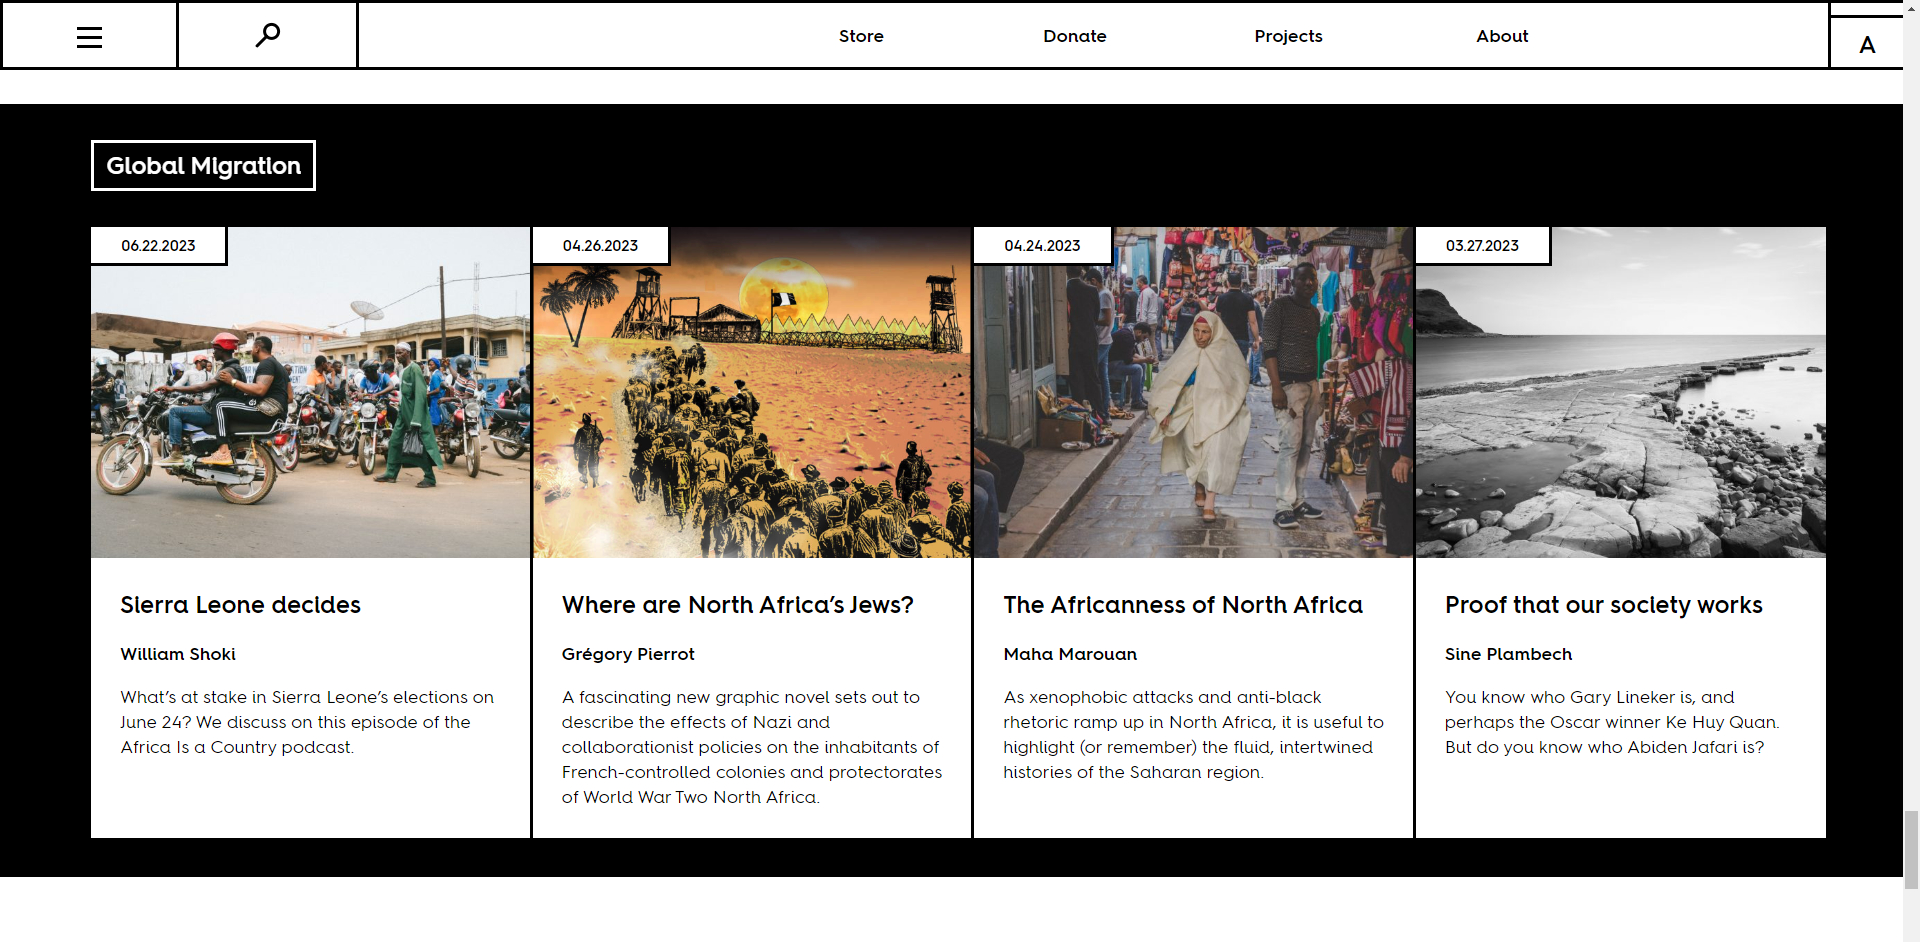 Store
Donate
Projects
About
A
Global Migration
06.22.2023
Sierra Leone decides
William Shoki
What's at stake in Sierra Leone's elections on
June 24? We discuss on this episode of the
Africa Is a Country podcast.
04.26.2023
Where are North Africa's Jews?
Grégory Pierrot
A fascinating new graphic novel sets out to
describe the effects of Nazi and
collaborationist policies on the inhabitants of
French-controlled colonies and protectorates
of World War Two North Africa.
04.24.2023
The Africanness of North Africa
Maha Marouan
As xenophobic attacks and anti-black
rhetoric ramp up in North Africa, it is useful to
highlight (or remember) the fluid, intertwined
histories of the Saharan region.
03.27.2023
Proof that our society works
Sine Plambech
You know who Gary Lineker is, and
perhaps the Oscar winner Ke Huy Quan.
But do you know who Abiden Jafari is?